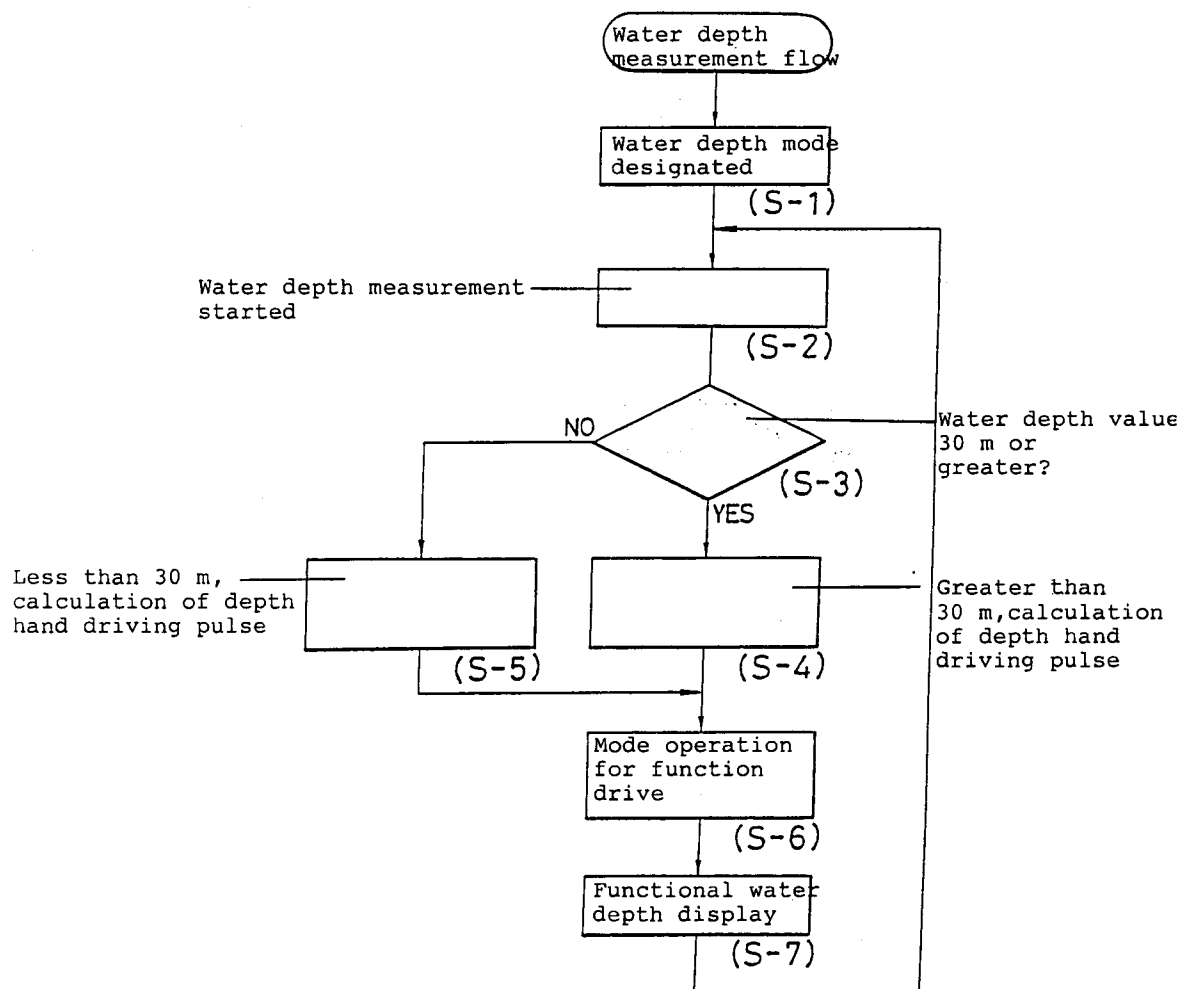 Water depth
measurement flow
Water depth mode
designated
(S-1)
Water depth measurement
started
(S-2)
NO
Water depth value
30 m or
greater?
(S-3)
YES
Less than 30 m,
calculation of depth
hand driving pulse
Greater than
30 m,calculation
of depth hand
driving pulse
(S-5)
(S-4)
Mode operation
for function
drive
(S-6)
Functional water
depth display
(S-7)